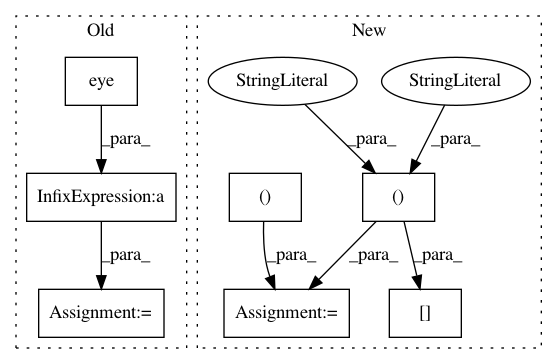 Old
New
eye
StringLiteral
StringLiteral
_para_
_para_
_para_
InfixExpression:a
()
()
_para_
_para_
_para_
_para_
Assignment:=
Assignment:=
[]